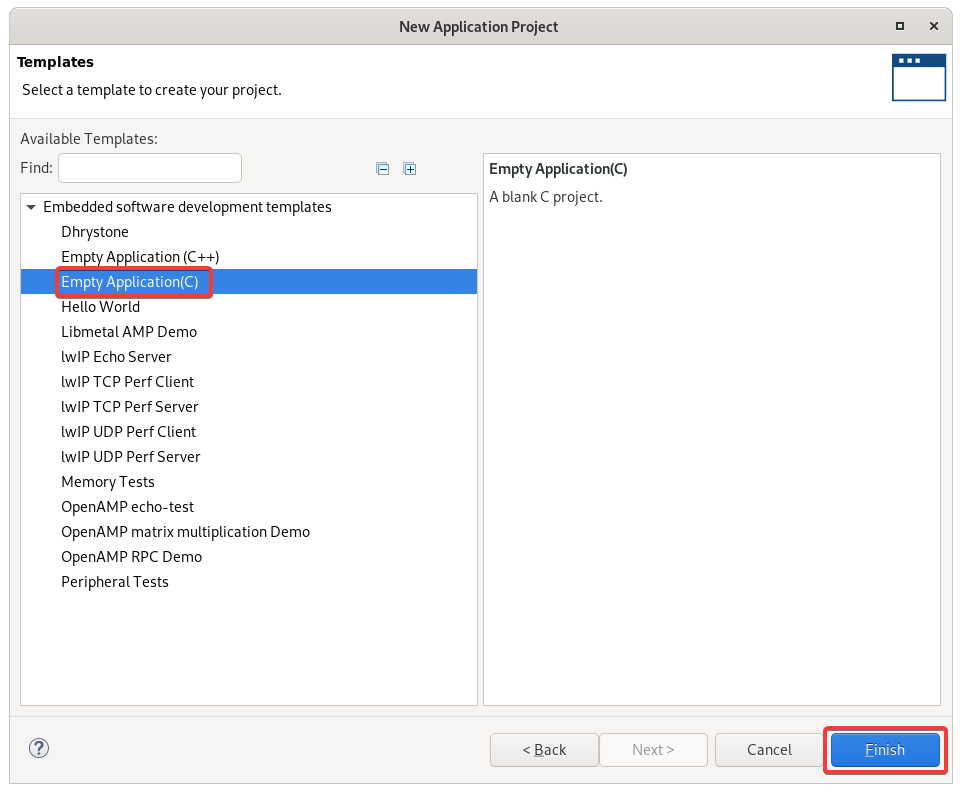 New Application Project
Templates
Select a template to create your project.
Available Templates:
Find:
Embedded software development templates
Dhrystone
Empty Application (C++)
Empty Application(C)
Hello World
Libmetal AMP Demo
lwIP Echo Server
lwIP TCP Perf Client
lwIP TCP Perf Server
lwIP UDP Perf Client
lwIP UDP Perf Server
Memory Tests
OpenAMP echo-test
OpenAMP matrix multiplication Demo
OpenAMP RPC Demo
Peripheral Tests
Empty Application(C)
A blank C project.
?
< Back
Next >
Cancel
Finish